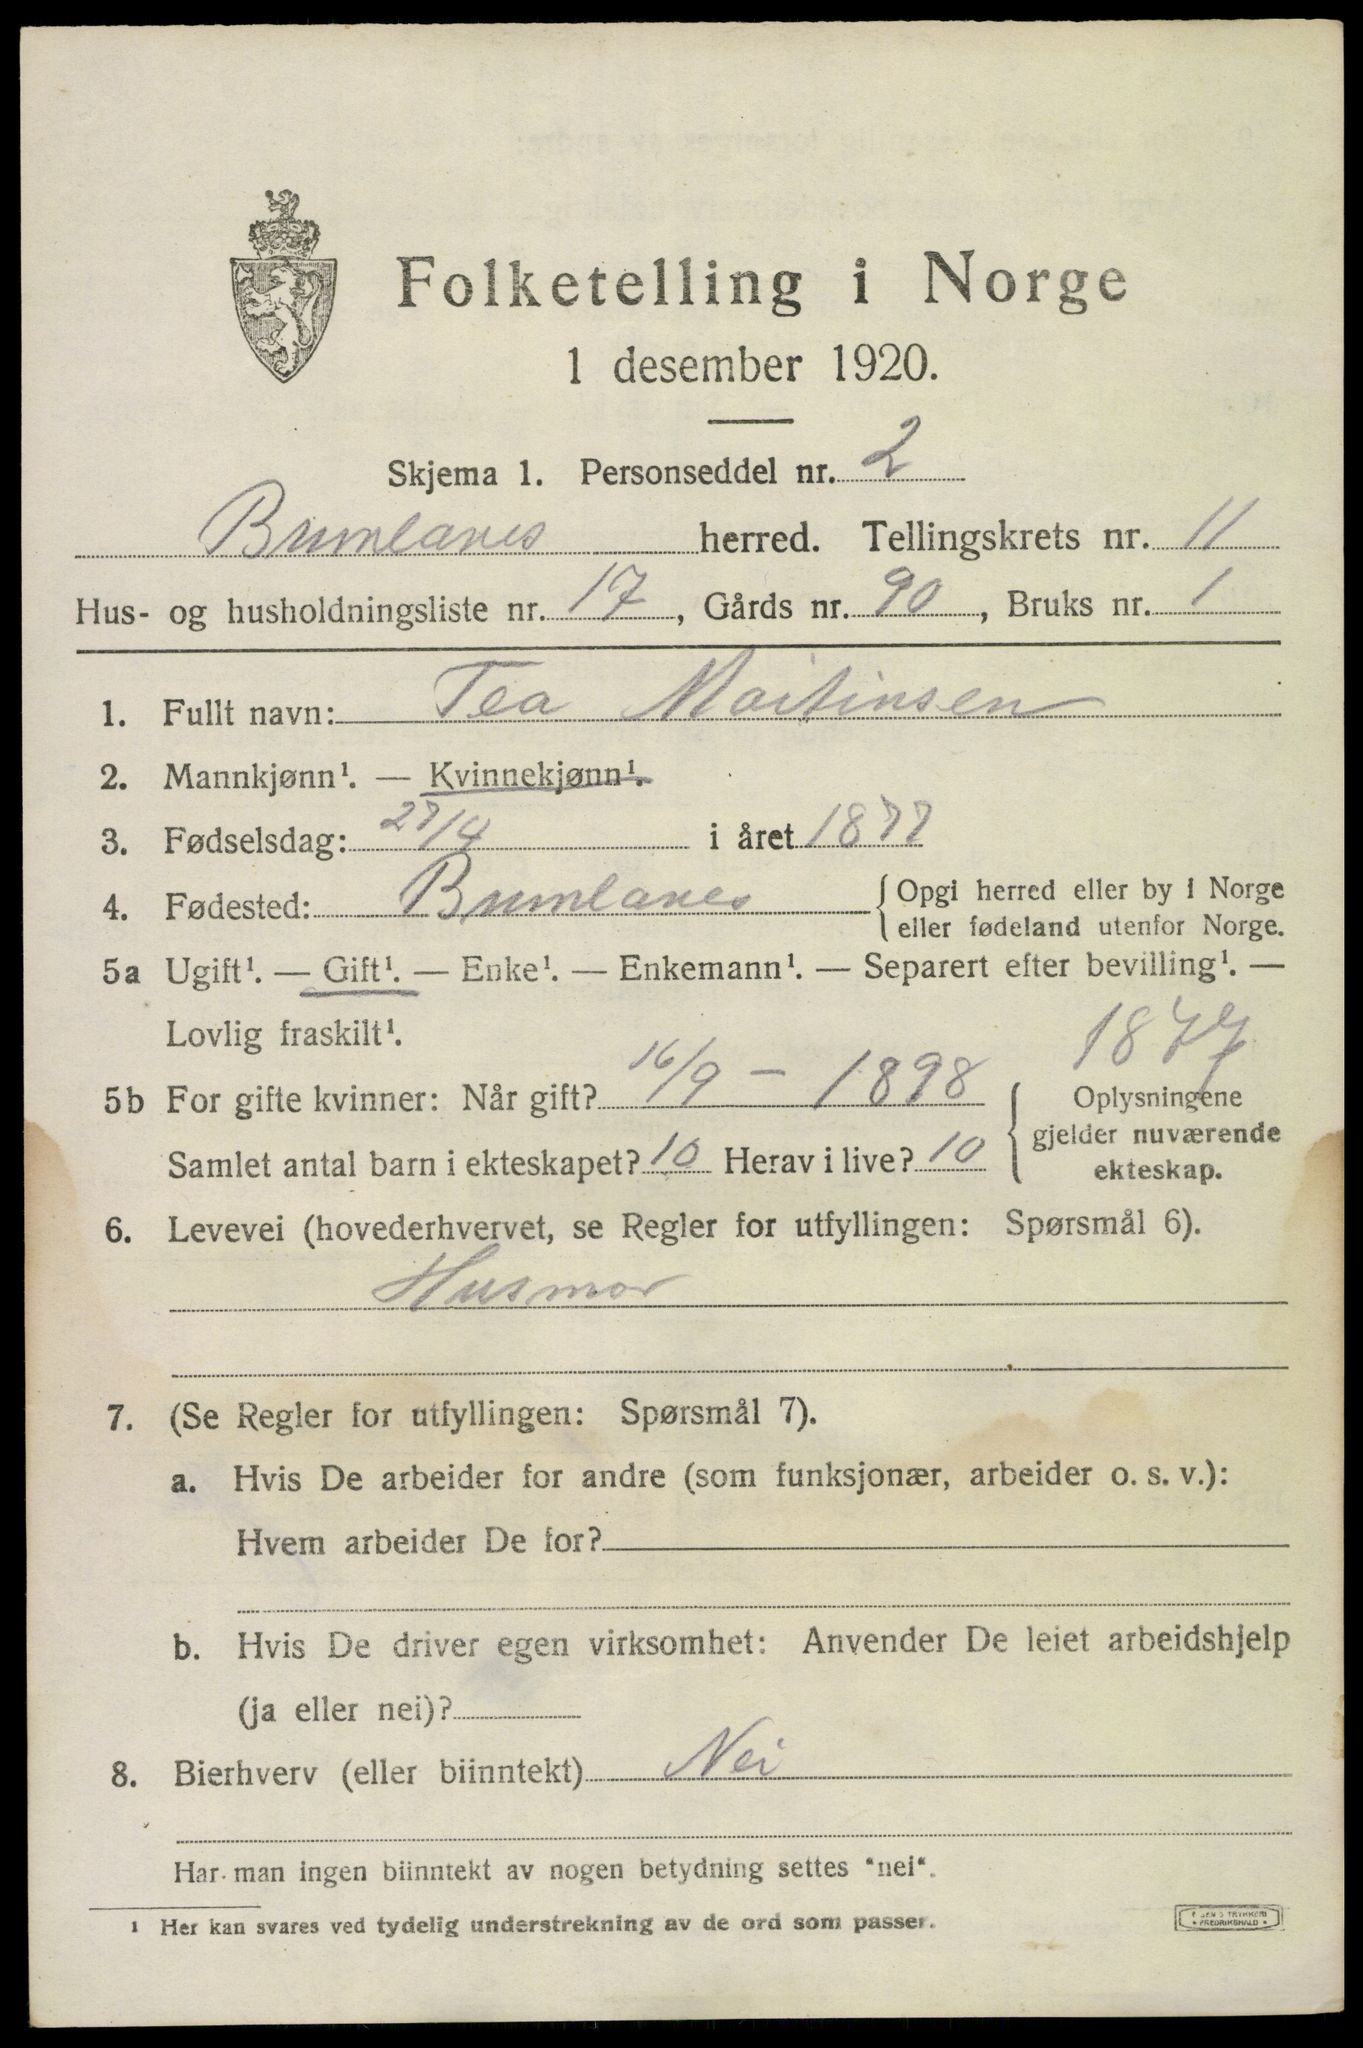 Folketelling i Norge
1 desember 1920.
Skjema 1. Personseddel nr. 2
Brunlanes herred. Tellingskrets nr. 11
Hus- og husholdningsliste nr. 17, Gårds nr. 90, Bruks nr. 1
1. Fullt navn: Tea Martinsen
2. Mannkjønn¹. — Kvinnekjønn¹.
3. Fødselsdag: 27/4 i året 1877
4. Fødested: Brunlanes { Opgi herred eller by i Norge
eller fødeland utenfor Norge.
5a Ugift¹. — Gift¹. — Enke¹. — Enkemann¹. — Separert efter bevilling¹. —
Lovlig fraskilt¹.
1877
5b For gifte kvinner: Når gift? 16/9 – 1898 { Oplysningene
gjelder nuværende
Samlet antal barn i ekteskapet? 10 Herav i live? 10
ekteskap.
6. Levevei (hovederhvervet, se Regler for utfyllingen: Spørsmål 6).
Husmor
7. (Se Regler for utfyllingen: Spørsmål 7).
a. Hvis De arbeider for andre (som funksjonær, arbeider o. s. v.):
Hvem arbeider De for?
b. Hvis De driver egen virksomhet: Anvender De leiet arbeidshjelp
(ja eller nei)?
8. Bierhverv (eller biinntekt) Nei
Har man ingen biinntekt av nogen betydning settes "nei".
¹ Her kan svares ved tydelig understrekning av de ord som passer.
TRYKKERI
• FREDRIKSHALD •